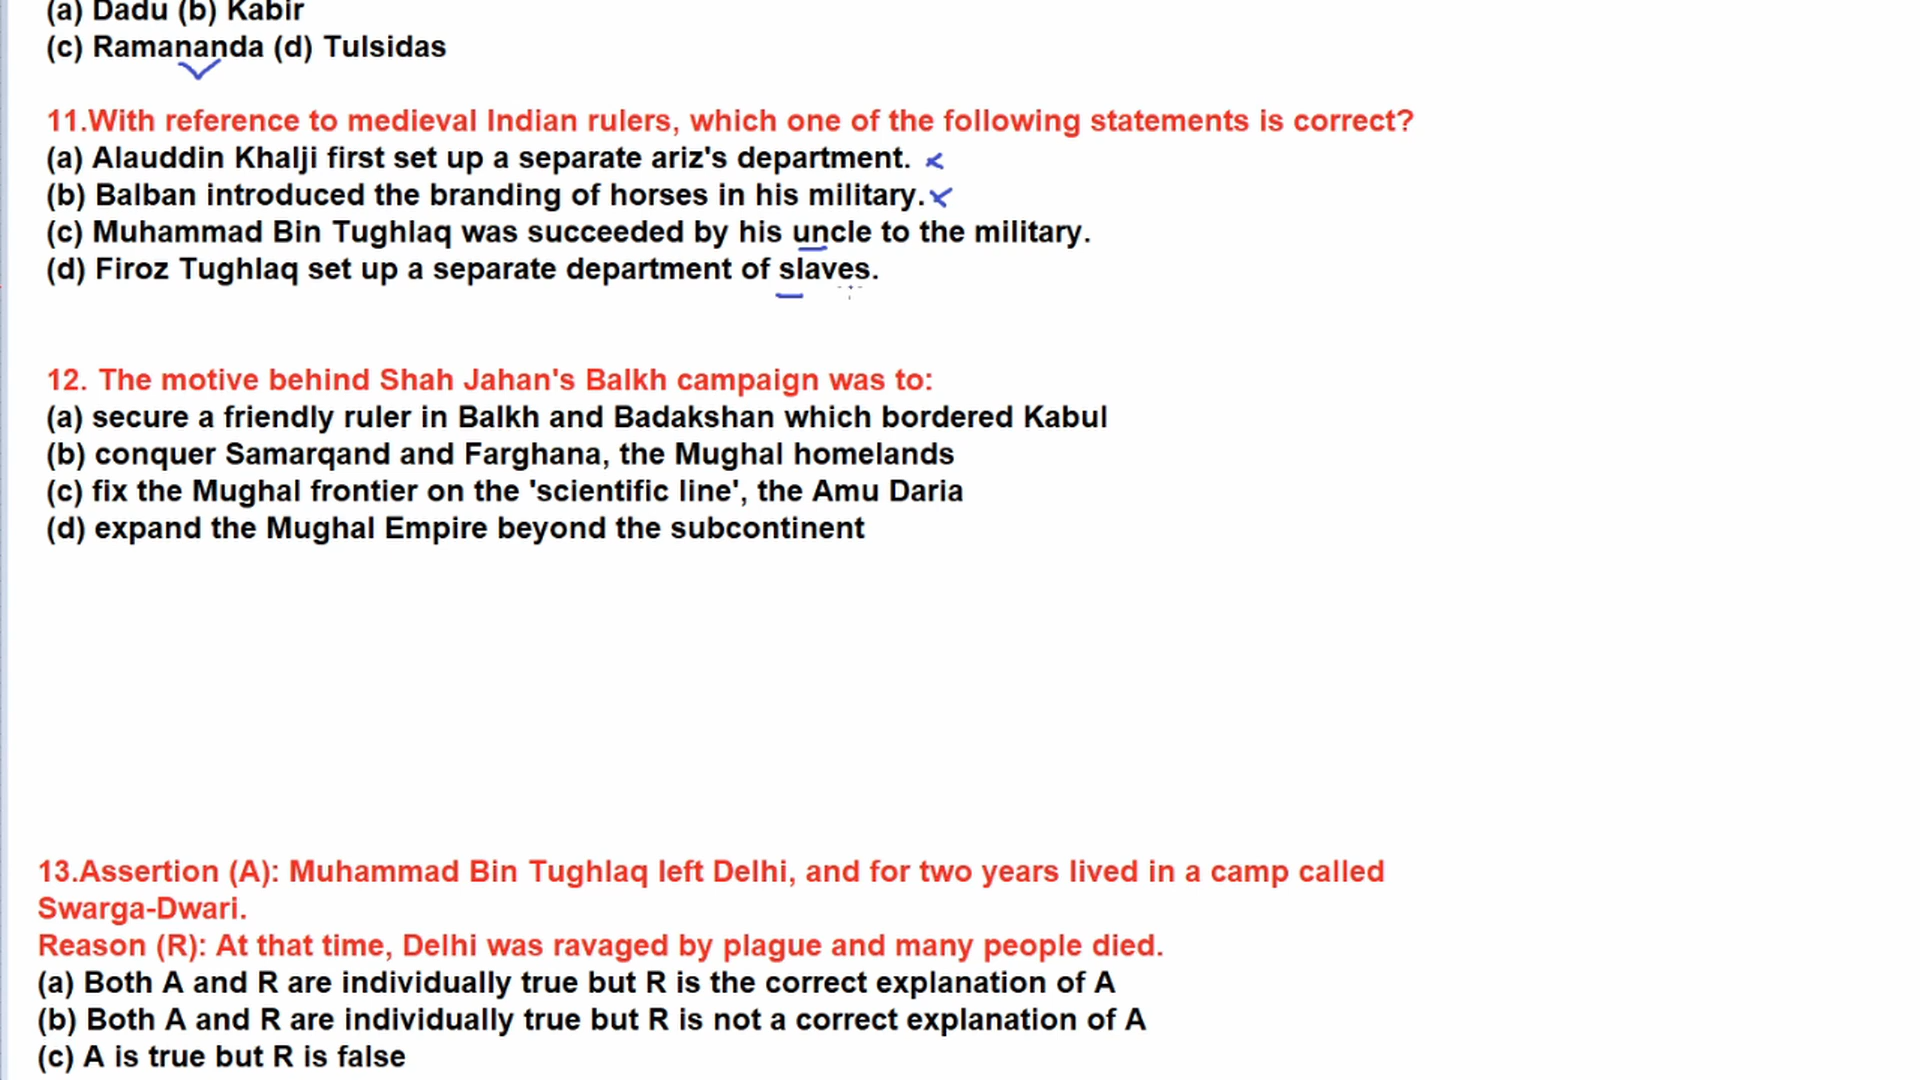 (a) Dadu (b) Kabir
(c) Ramananda (d) Tulsidas
11.With reference to medieval Indian rulers, which one of the following statements is correct?
(a) Alauddin Khalji first set up a separate ariz's department.
(b) Balban introduced the branding of horses in his military.
(c) Muhammad Bin Tughlaq was succeeded by his uncle to the military.
(d) Firoz Tughlaq set up a separate department of slaves.
12. The motive behind Shah Jahan's Balkh campaign was to:
(a) secure a friendly ruler in Balkh and Badakshan which bordered Kabul
(b) conquer Samarqand and Farghana, the Mughal homelands
(c) fix the Mughal frontier on the 'scientific line', the Amu Daria
(d) expand the Mughal Empire beyond the subcontinent
13.Assertion (A): Muhammad Bin Tughlaq left Delhi, and for two years lived in a camp called
Swarga-Dwari.
Reason (R): At that time, Delhi was ravaged by plague and many people died.
(a) Both A and R are individually true but R is the correct explanation of A
(b) Both A and R are individually true but R is not a correct explanation of A
(c) A is true but R is false